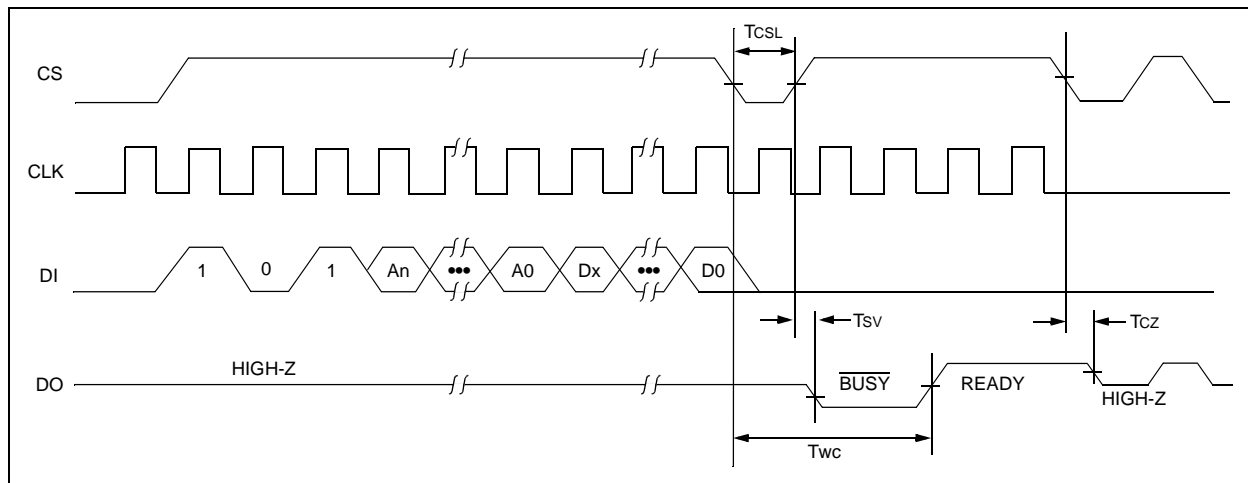 TCSL
CS
CLK
DI
1 0 1 An ••• A0 Dx ••• D0
TSV
TCZ
DO
HIGH-Z
BUSY
READY
HIGH-Z
TWC